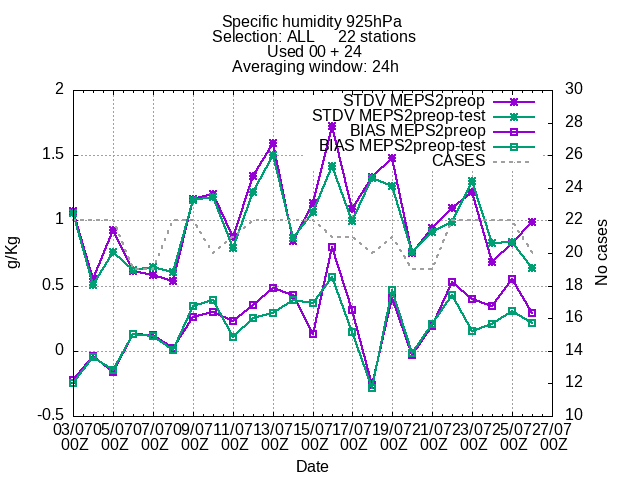 Specific humidity 925hPa
Selection: ALL 22 stations
Used 00 + 24
Averaging window: 24h
STDV MEPS2preop
STDV MEPS2preop-test
BIAS MEPS2preop
BIAS MEPS2preop-test
CASES
2
1.5
1
0.5
0
-0.5
g/Kg
30
28
26
24
22
20
18
16
14
12
10
No cases
03/07 05/07 07/07 09/07 11/07 13/07 15/07 17/07 19/07 21/07 23/07 25/07 27/07
00Z 00Z 00Z 00Z 00Z 00Z 00Z 00Z 00Z 00Z 00Z 00Z 00Z
Date